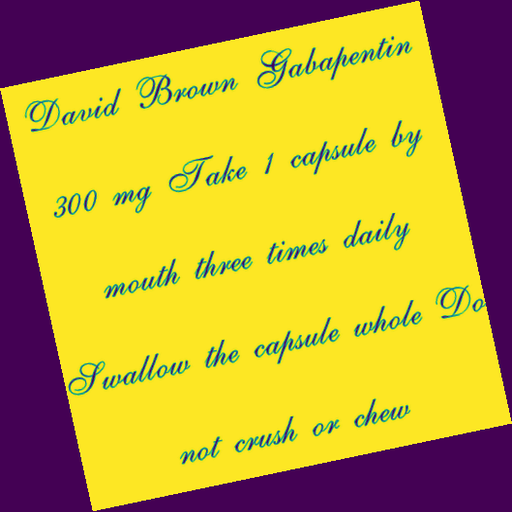 David Brown Gabapentin
300 mg Take 1 capsule by
mouth three times daily
Swallow the capsule whole Do
not crush or chew